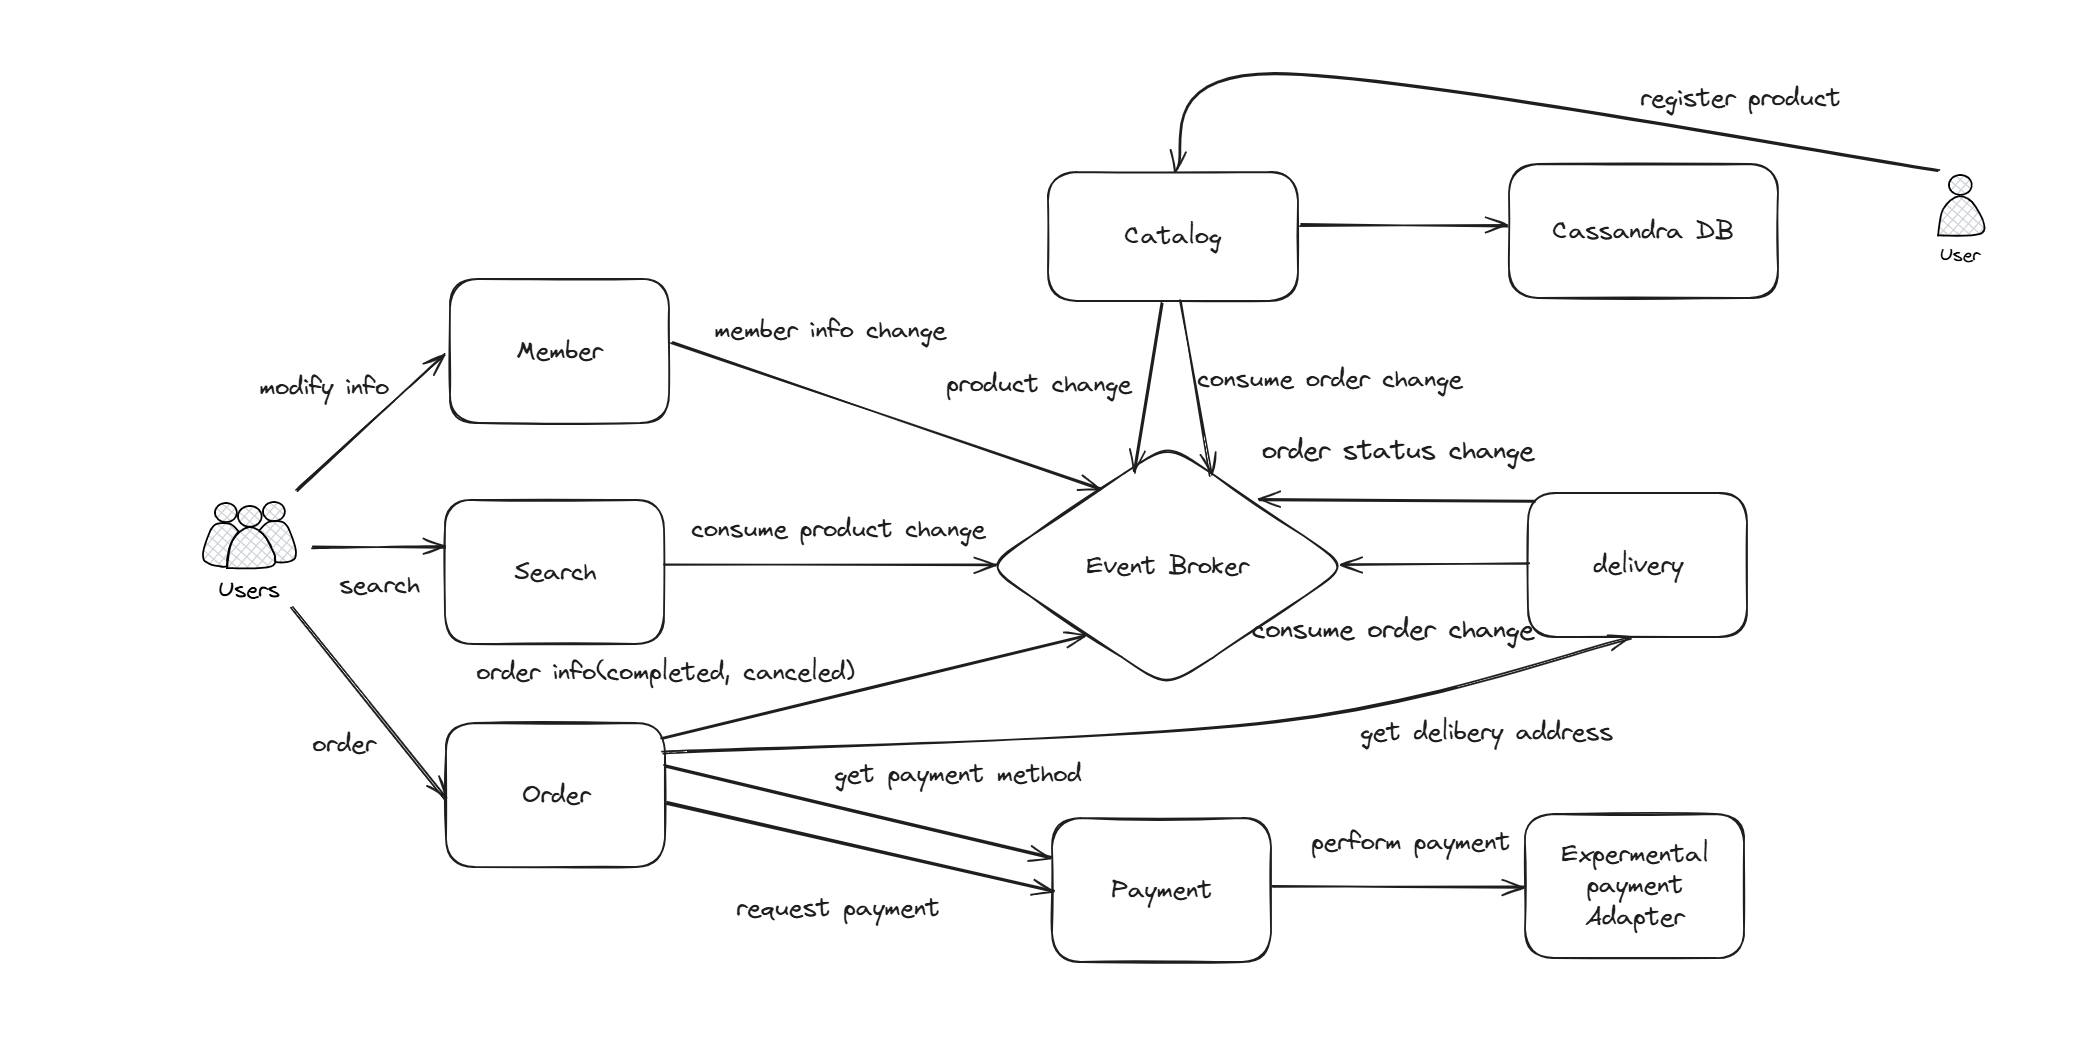 register product
Catalog
Cassandra DB
User
Member
member info change
modify info
product change
consume order change
order status change
Users
search
Search
consume product change
Event Broker
delivery
consume order change
order info(completed, canceled)
get delibery address
order
Order
get payment method
request payment
Payment
perform payment
Expermental
payment
Adapter